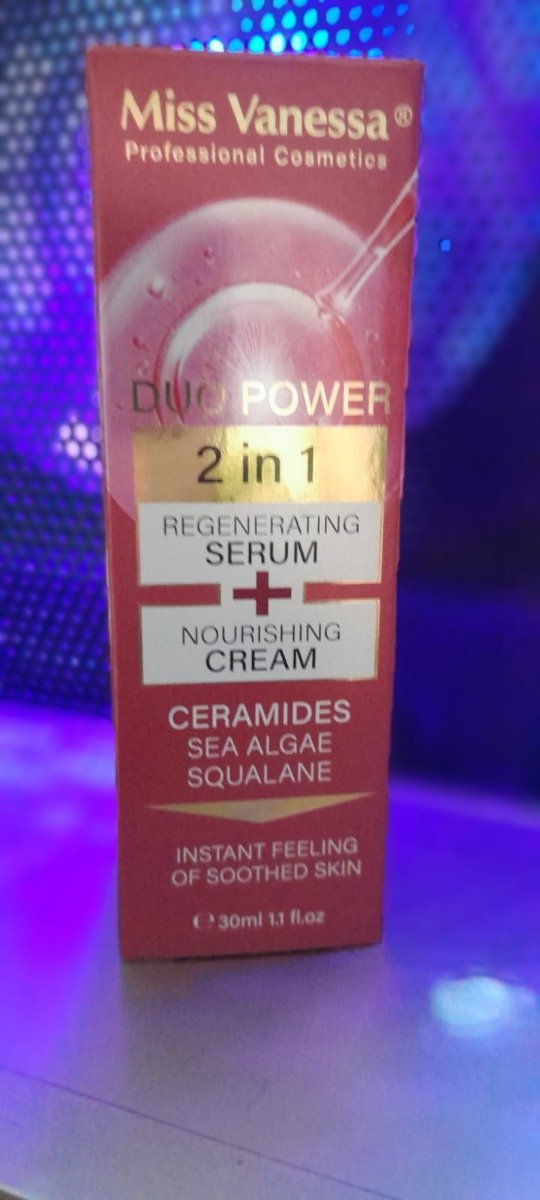 Miss Vanessa®
Professional Cosmetics
DUO POWER
2 in 1
REGENERATING
SERUM
+
NOURISHING
CREAM
CERAMIDES
SEA ALGAE
SQUALANE
INSTANT FEELING
OF SOOTHED SKIN
℮ 30ml 1.1 fl.oz